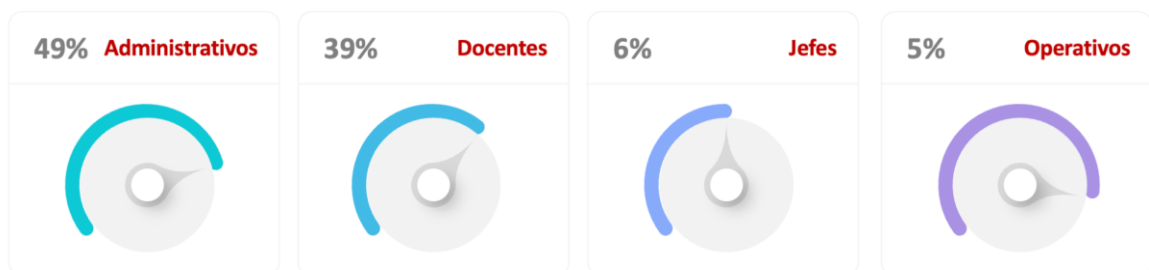 49% Administrativos
39% Docentes
6% Jefes
5% Operativos